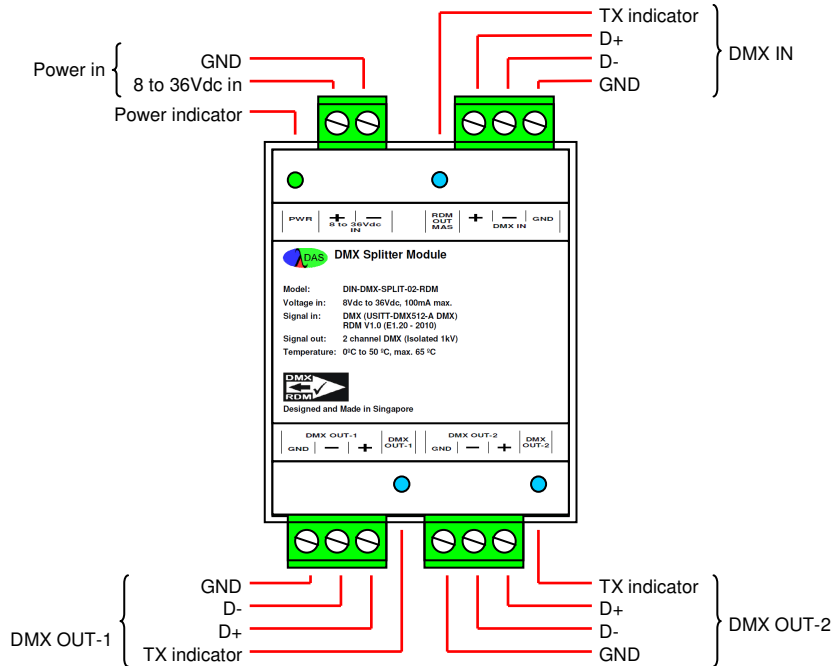 TX indicator
D+
D-
GND
DMX IN
Power in
GND
8 to 36Vdc in
Power indicator
PWR + − RDM OUT MAS + − GND
8 to 36Vdc IN
DMX IN
DAS
DMX Splitter Module
Model: DIN-DMX-SPLIT-02-RDM
Voltage in: 8Vdc to 36Vdc, 100mA max.
Signal in: DMX (USITT-DMX512-A DMX)
RDM V1.0 (E1.20 - 2010)
Signal out: 2 channel DMX (Isolated 1kV)
Temperature: 0ºC to 50 ºC, max. 65 ºC
DMX
RDM
Designed and Made in Singapore
DMX OUT-1
GND − + DMX OUT-1
DMX OUT-2
GND − + DMX OUT-2
GND
D-
D+
TX indicator
DMX OUT-1
TX indicator
D+
D-
GND
DMX OUT-2